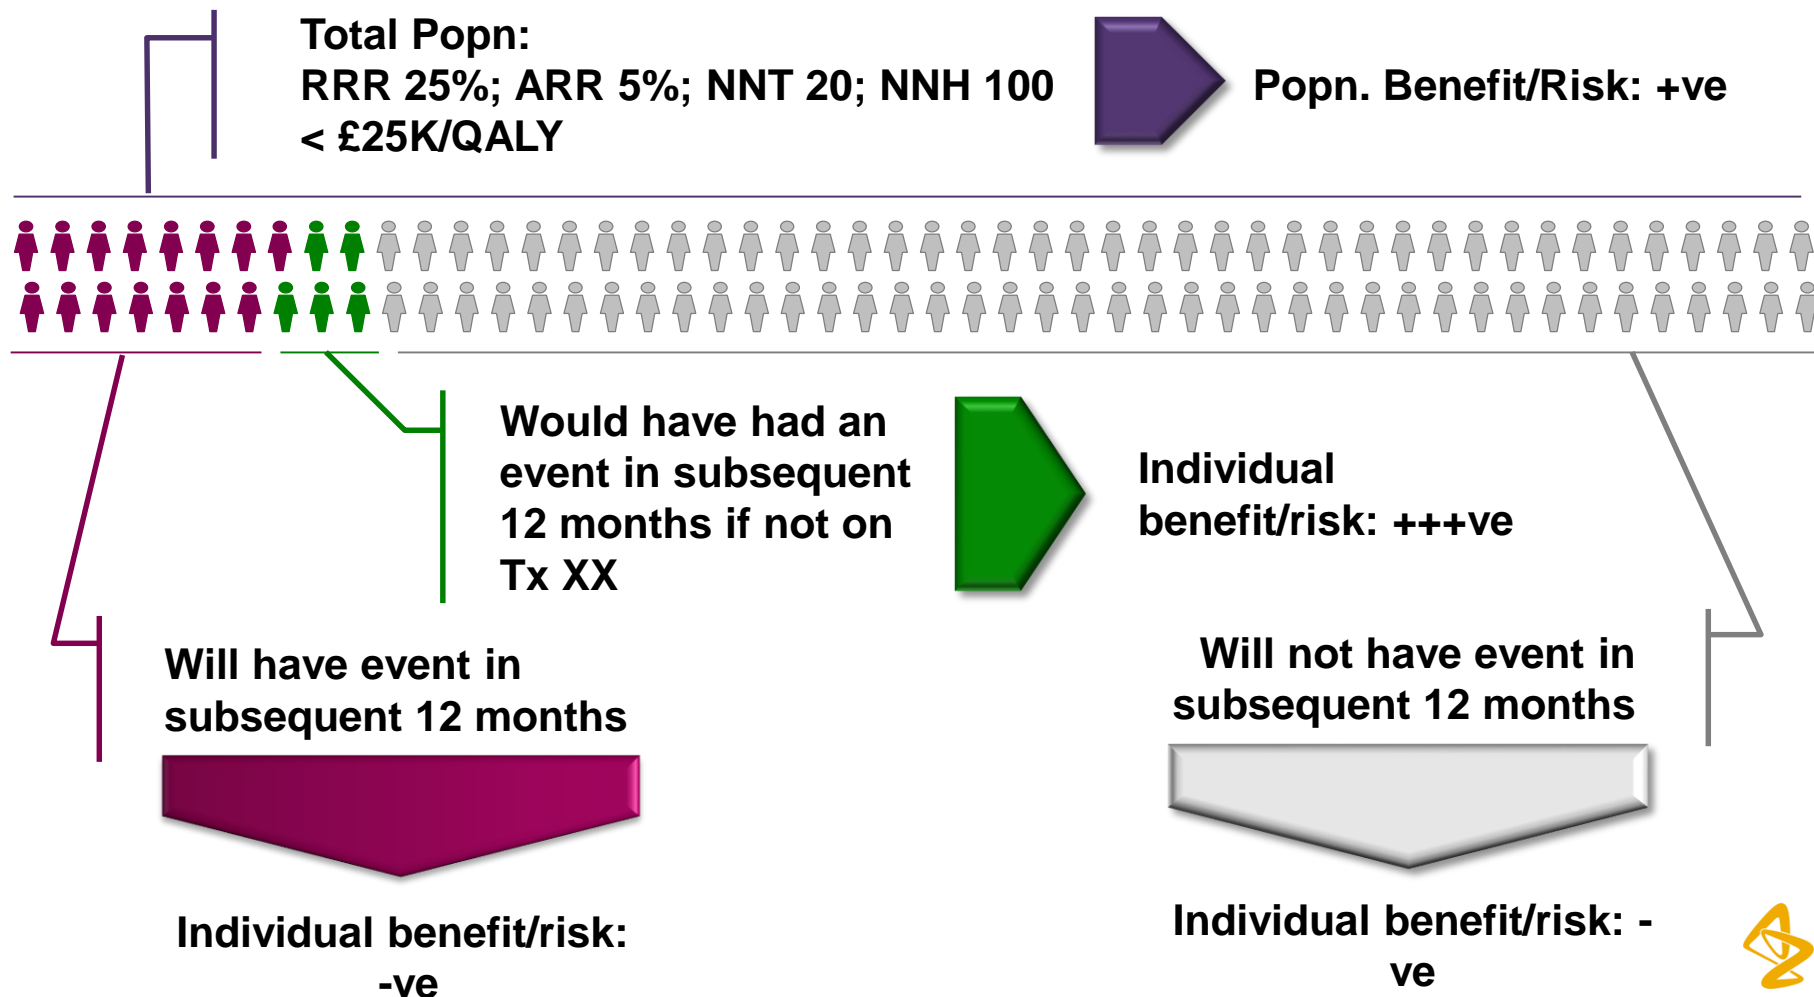 Total Popn:
RRR 25%; ARR 5%; NNT 20; NNH 100
< £25K/QALY
Popn. Benefit/Risk: +ve
Would have had an
event in subsequent
12 months if not on
Tx XX
Individual
benefit/risk: +++ve
Will have event in
subsequent 12 months
Will not have event in
subsequent 12 months
Individual benefit/risk:
-ve
Individual benefit/risk: -
ve